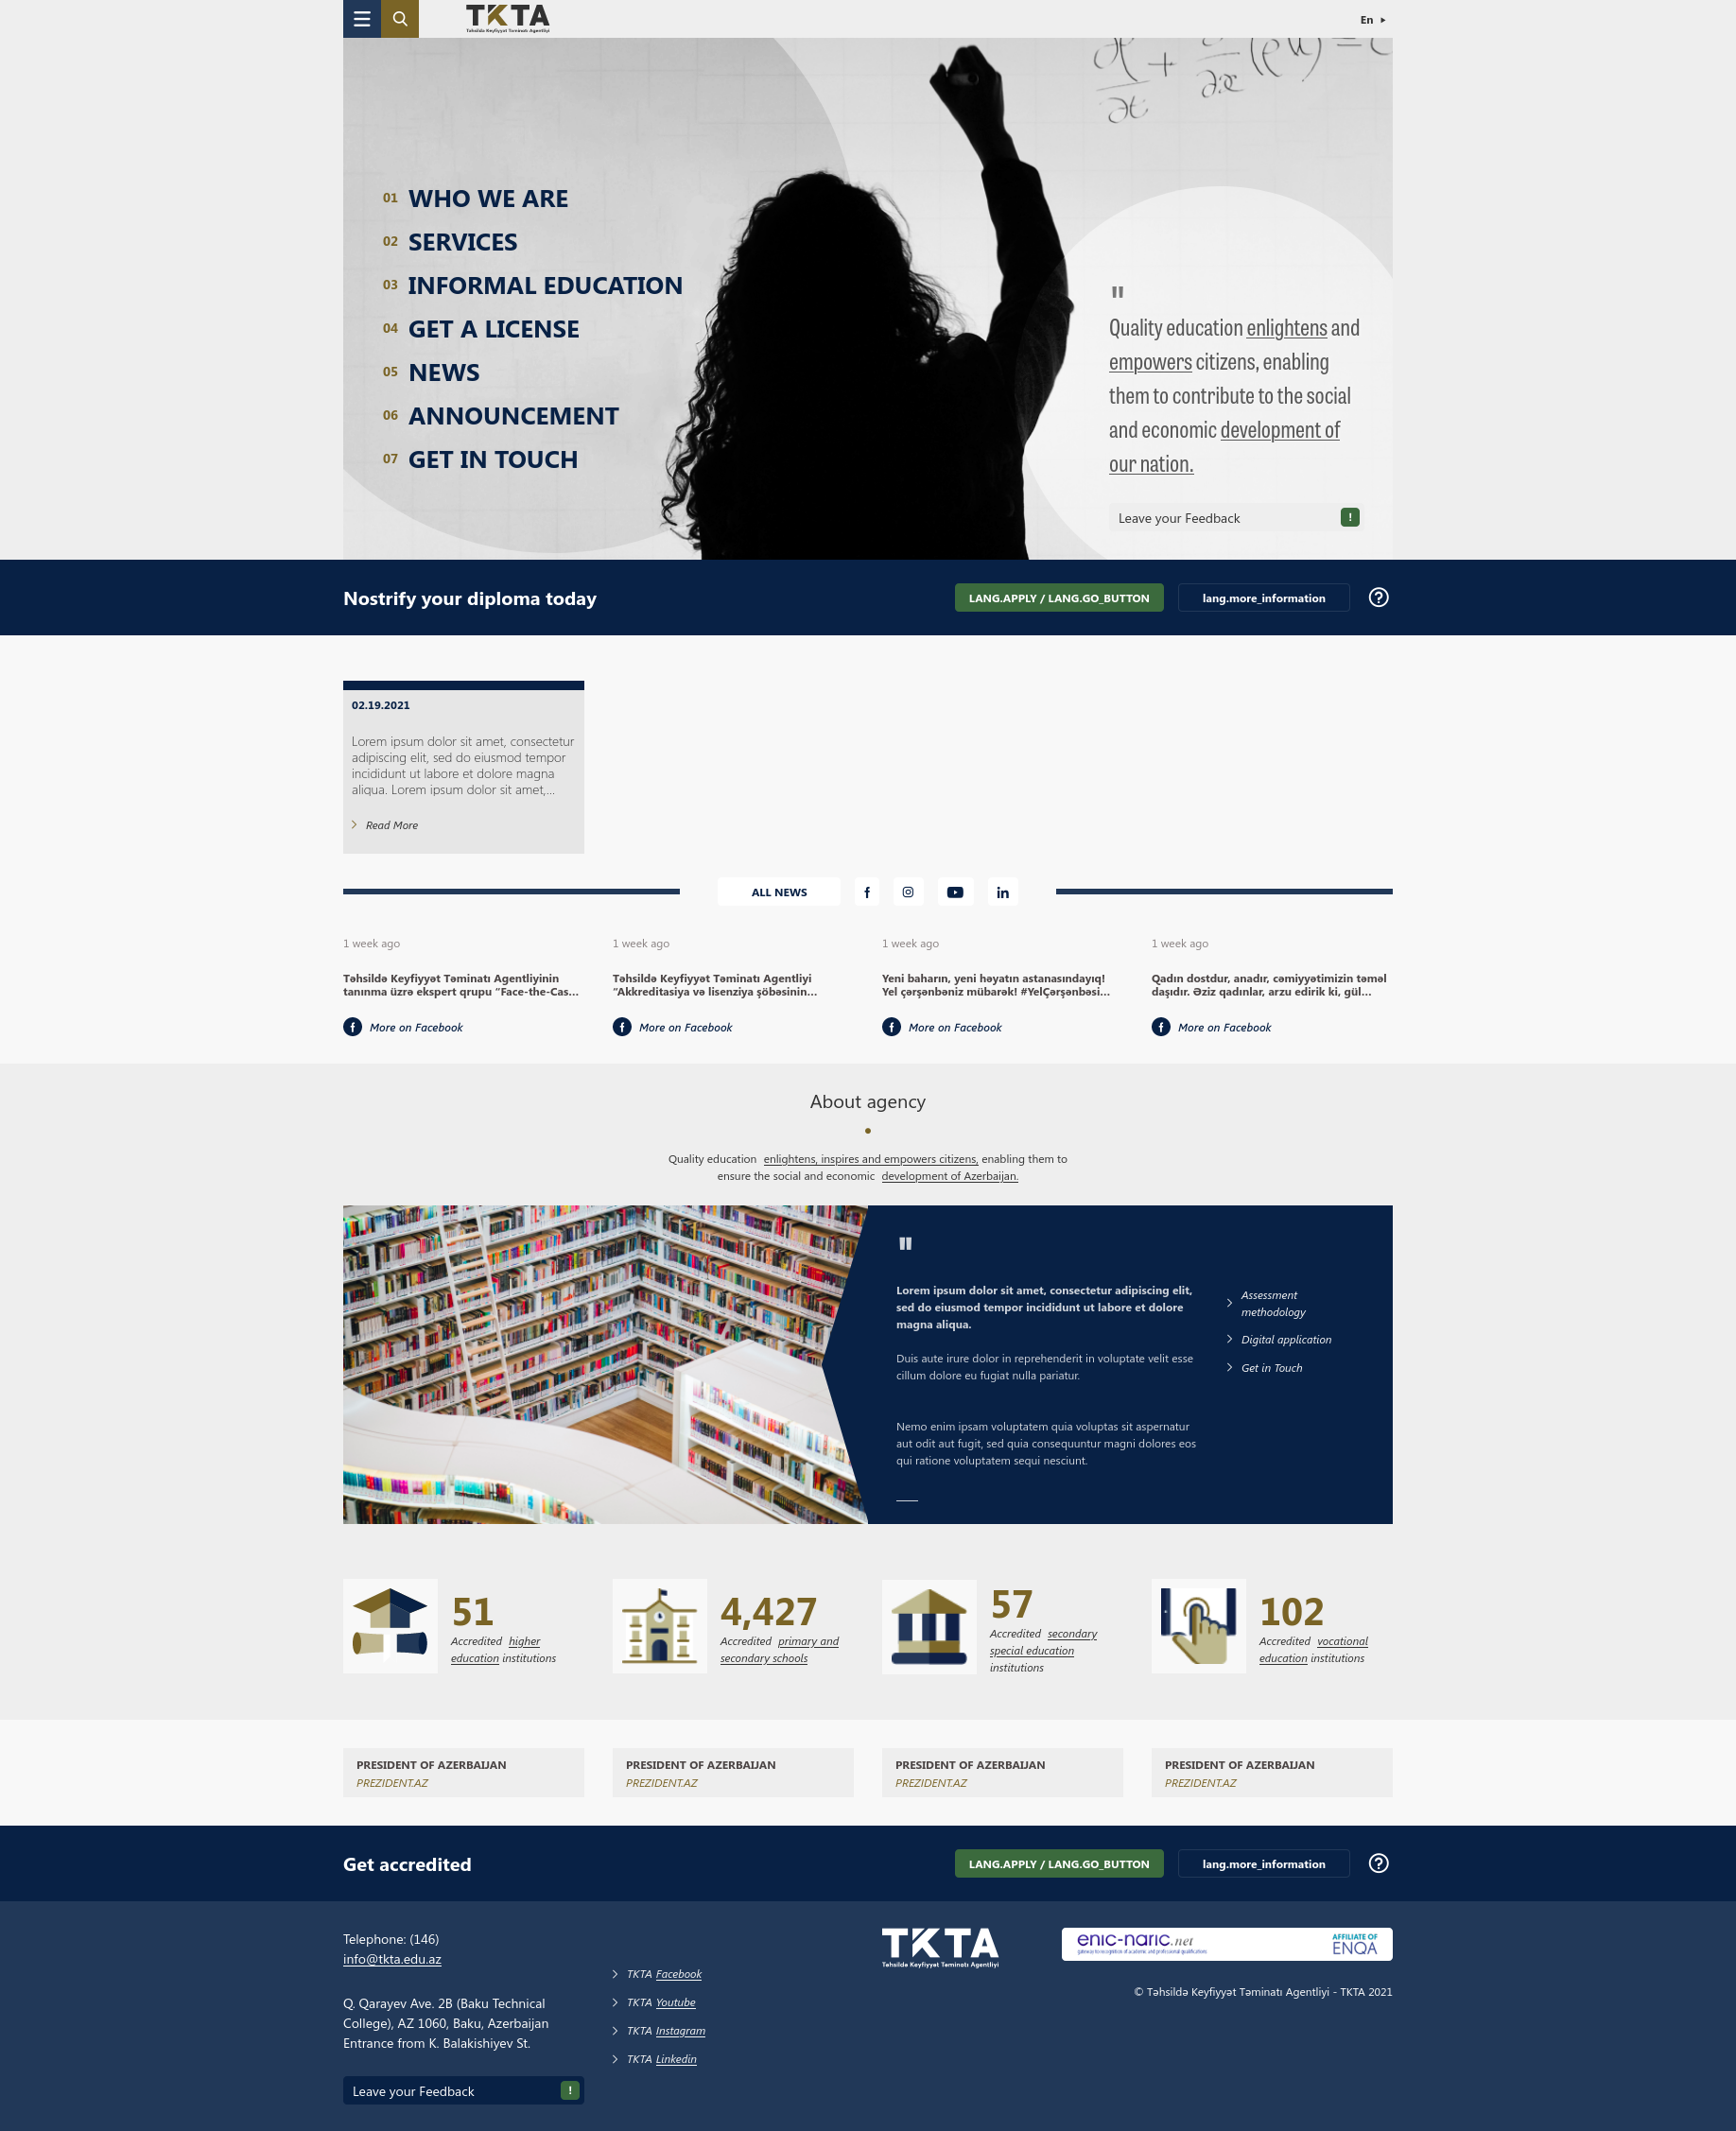 TKTA
Təhsildə Keyfiyyət Təminatı Agentliyi
En
01 WHO WE ARE
02 SERVICES
03 INFORMAL EDUCATION
04 GET A LICENSE
05 NEWS
06 ANNOUNCEMENT
07 GET IN TOUCH
"
Quality education enlightens and
empowers citizens, enabling
them to contribute to the social
and economic development of
our nation.
Leave your Feedback !
Nostrify your diploma today
LANG.APPLY / LANG.GO_BUTTON
lang.more_information
?
02.19.2021
Lorem ipsum dolor sit amet, consectetur
adipiscing elit, sed do eiusmod tempor
incididunt ut labore et dolore magna
aliqua. Lorem ipsum dolor sit amet,...
Read More
ALL NEWS
1 week ago
Təhsildə Keyfiyyət Təminatı Agentliyinin
tanınma üzrə ekspert qrupu “Face-the-Cas...
More on Facebook
1 week ago
Təhsildə Keyfiyyət Təminatı Agentliyi
“Akkreditasiya və lisenziya şöbəsinin...
More on Facebook
1 week ago
Yeni baharın, yeni həyatın astanasındayıq!
Yel çərşənbəniz mübarək! #YelÇərşənbəsi...
More on Facebook
1 week ago
Qadın dostdur, anadır, cəmiyyətimizin təməl
daşıdır. Əziz qadınlar, arzu edirik ki, gül...
More on Facebook
About agency
Quality education enlightens, inspires and empowers citizens, enabling them to
ensure the social and economic development of Azerbaijan.
"
Lorem ipsum dolor sit amet, consectetur adipiscing elit,
sed do eiusmod tempor incididunt ut labore et dolore
magna aliqua.
Duis aute irure dolor in reprehenderit in voluptate velit esse
cillum dolore eu fugiat nulla pariatur.
Nemo enim ipsam voluptatem quia voluptas sit aspernatur
aut odit aut fugit, sed quia consequuntur magni dolores eos
qui ratione voluptatem sequi nesciunt.
Assessment
methodology
Digital application
Get in Touch
51
Accredited higher
education institutions
4,427
Accredited primary and
secondary schools
57
Accredited secondary
special education
institutions
102
Accredited vocational
education institutions
PRESIDENT OF AZERBAIJAN
PREZIDENT.AZ
PRESIDENT OF AZERBAIJAN
PREZIDENT.AZ
PRESIDENT OF AZERBAIJAN
PREZIDENT.AZ
PRESIDENT OF AZERBAIJAN
PREZIDENT.AZ
Get accredited
LANG.APPLY / LANG.GO_BUTTON
lang.more_information
?
Telephone: (146)
info@tkta.edu.az
Q. Qarayev Ave. 2B (Baku Technical
College), AZ 1060, Baku, Azerbaijan
Entrance from K. Balakishiyev St.
Leave your Feedback !
TKTA Facebook
TKTA Youtube
TKTA Instagram
TKTA Linkedin
TKTA
Təhsildə Keyfiyyət Təminatı Agentliyi
enic-naric.net
gateway to recognition of academic and professional qualifications
AFFILIATE OF
ENQA
© Təhsildə Keyfiyyət Təminatı Agentliyi - TKTA 2021